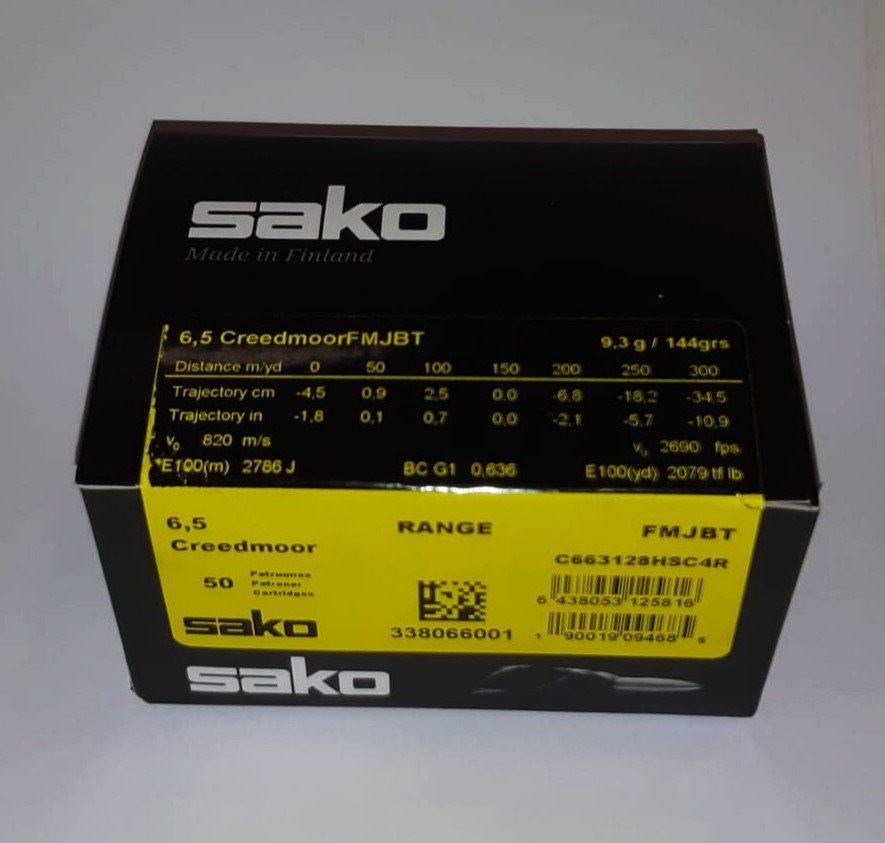 sako
Made in Finland
6,5 CreedmoorFMJBT 9,3 g / 144grs
Distance m/yd 0 50 100 150 200 250 300
Trajectory cm -4,5 0,9 2,5 0,0 -6,8 -18,2 -34,5
Trajectory in -1,8 0,1 0,7 0,0 -2,1 -5,7 -10,9
v₀ 820 m/s v₀ 2690 fps
*E100(m) 2786 J BC G1 0,636 E100(yd) 2079 tf lb
6,5 RANGE FMJBT
Creedmoor
C663128HSC4R
50 Patruunaa
Patroner
Cartridges
6 438053 125816
sako
338066001
1 90019 09468 5
sako